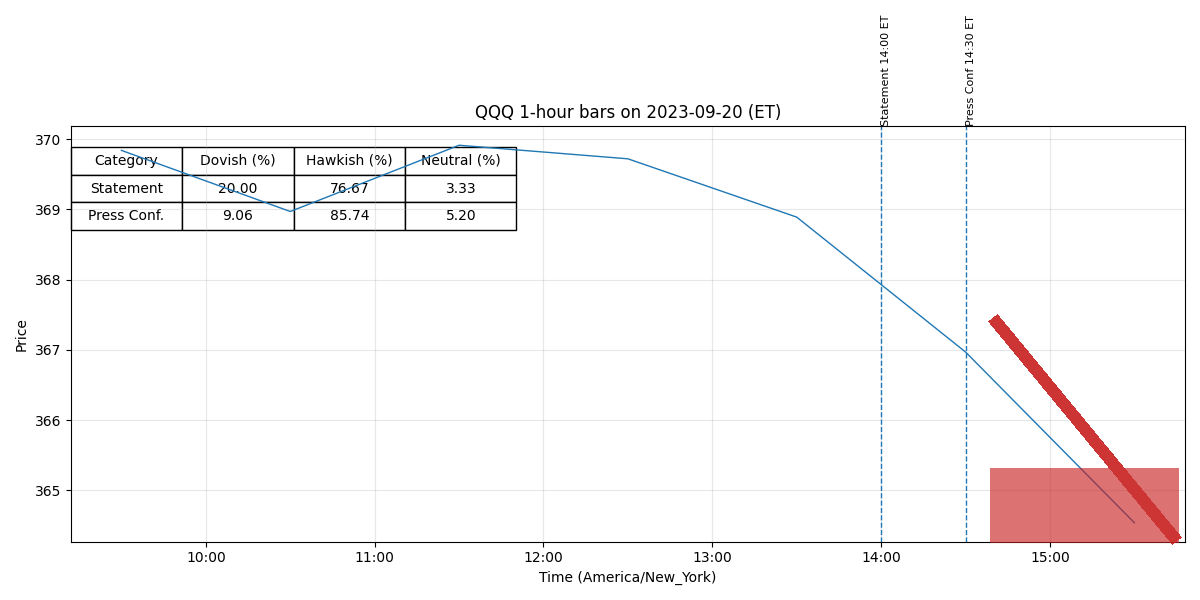 Statement 14:00 ET
Press Conf 14:30 ET
QQQ 1-hour bars on 2023-09-20 (ET)
Category Dovish (%) Hawkish (%) Neutral (%)
Statement 20.00 76.67 3.33
Press Conf. 9.06 85.74 5.20
Price
370
369
368
367
366
365
10:00 11:00 12:00 13:00 14:00 15:00
Time (America/New_York)